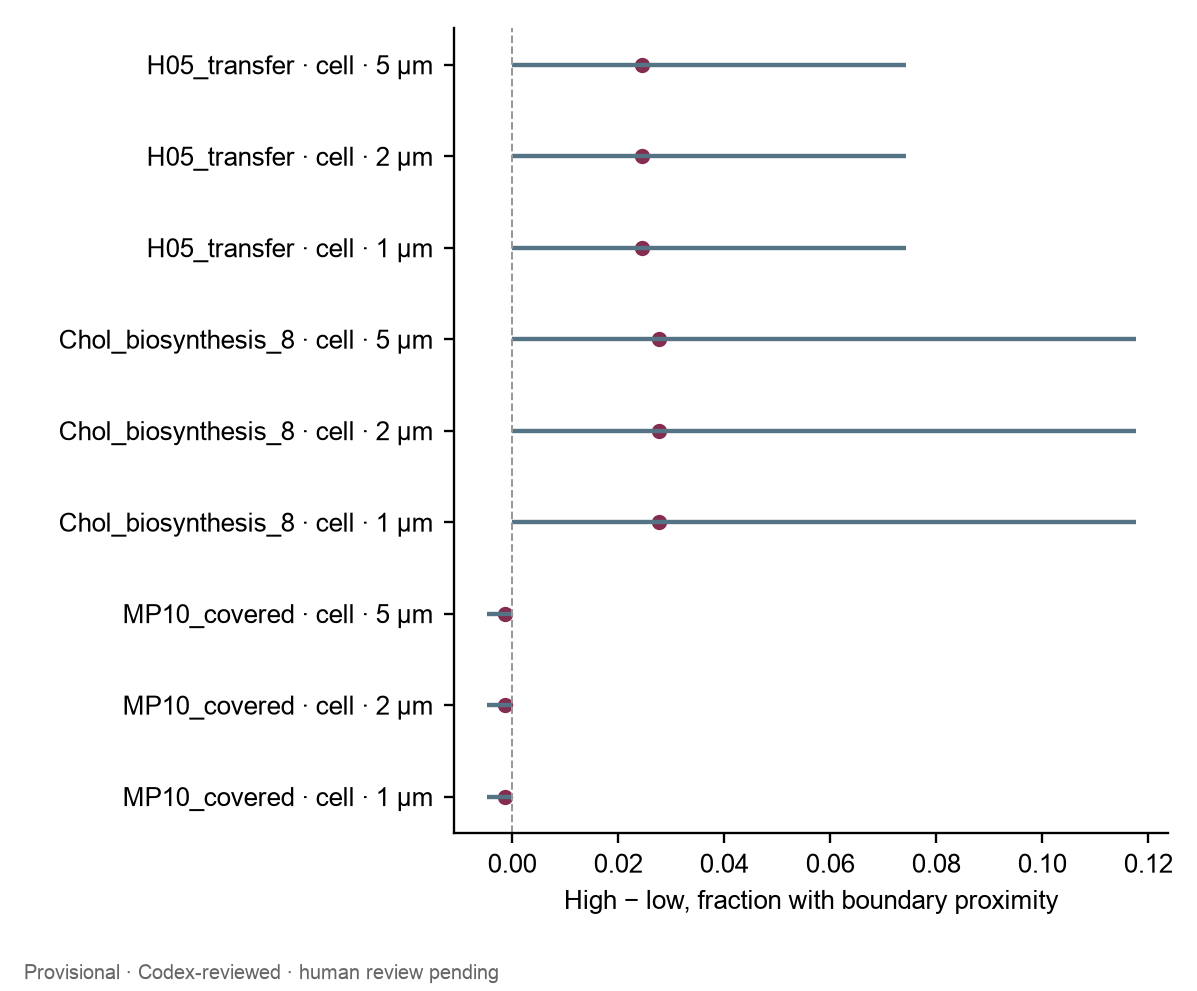 H05_transfer · cell · 5 µm
H05_transfer · cell · 2 µm
H05_transfer · cell · 1 µm
Chol_biosynthesis_8 · cell · 5 µm
Chol_biosynthesis_8 · cell · 2 µm
Chol_biosynthesis_8 · cell · 1 µm
MP10_covered · cell · 5 µm
MP10_covered · cell · 2 µm
MP10_covered · cell · 1 µm
0.00 0.02 0.04 0.06 0.08 0.10 0.12
High − low, fraction with boundary proximity
Provisional · Codex-reviewed · human review pending